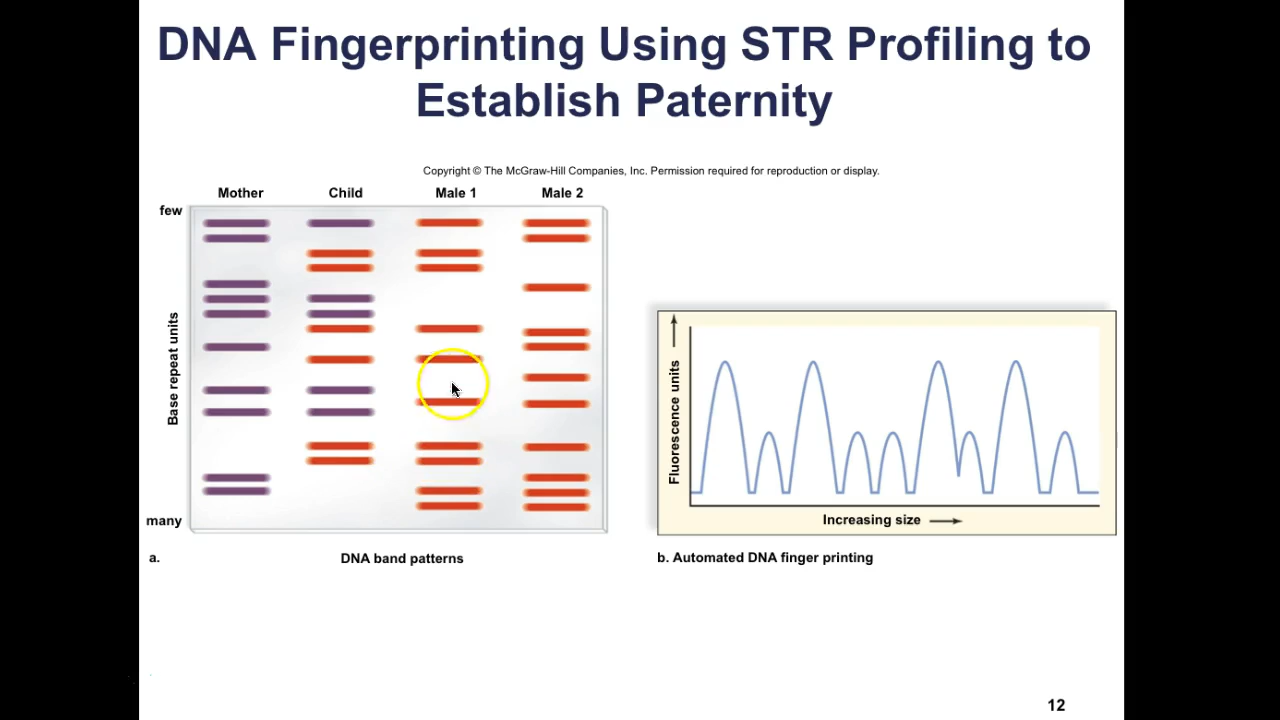 DNA Fingerprinting Using STR Profiling to
Establish Paternity
Copyright © The McGraw-Hill Companies, Inc. Permission required for reproduction or display.
Mother
Child
Male 1
Male 2
few
Base repeat units
many
a.
DNA band patterns
Fluorescence units
Increasing size
b. Automated DNA finger printing
12